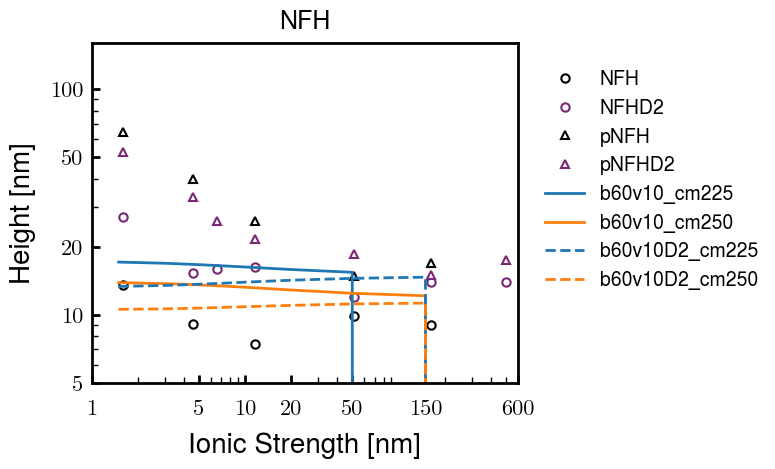 NFH
Height [nm]
100
50
20
10
5
1
5
10
20
50
150
600
Ionic Strength [nm]
NFH
NFHD2
pNFH
pNFHD2
b60v10_cm225
b60v10_cm250
b60v10D2_cm225
b60v10D2_cm250